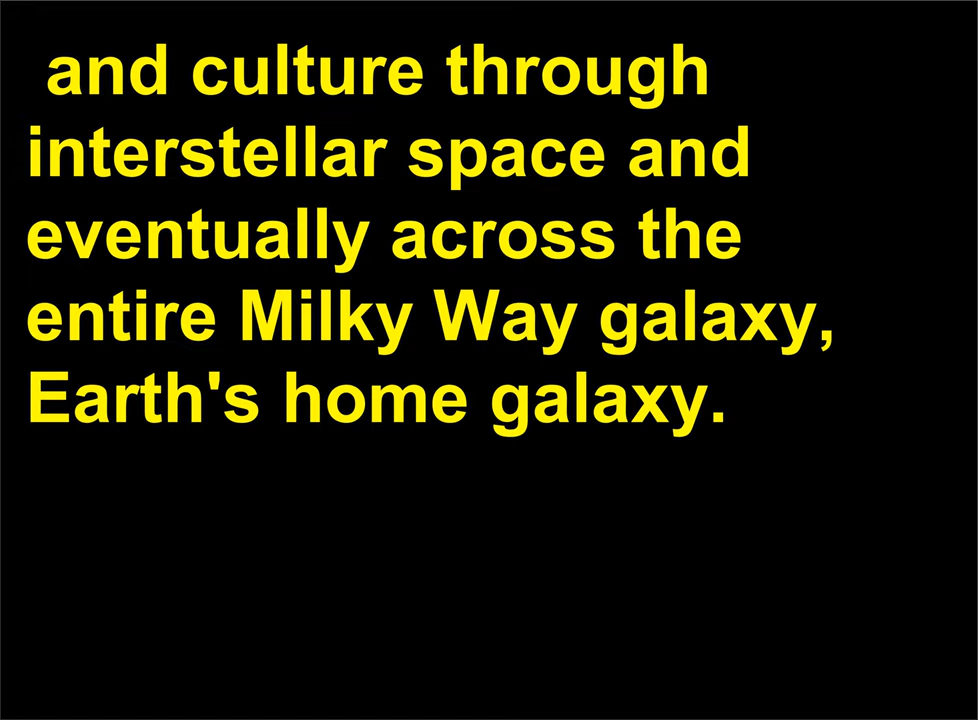 and culture through
interstellar space and
eventually across the
entire Milky Way galaxy,
Earth's home galaxy.